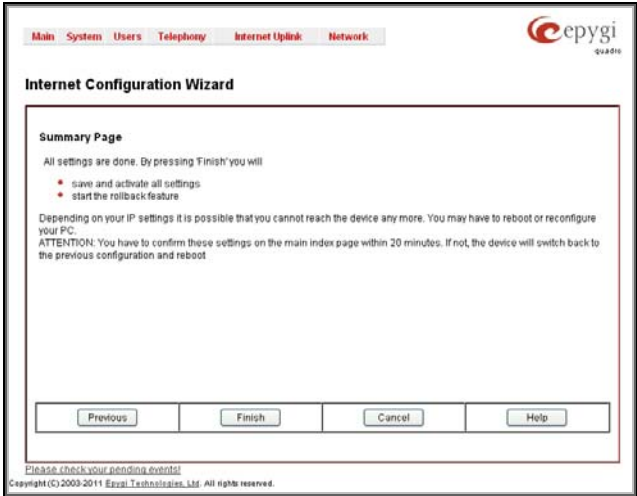 Main System Users Telephony Internet Uplink Network
epygi
quadro
Internet Configuration Wizard
Summary Page
All settings are done. By pressing 'Finish' you will
save and activate all settings
start the rollback feature
Depending on your IP settings it is possible that you cannot reach the device any more. You may have to reboot or reconfigure
your PC.
ATTENTION: You have to confirm these settings on the main index page within 20 minutes. If not, the device will switch back to
the previous configuration and reboot
Previous Finish Cancel Help
Please check your pending events!
Copyright (C) 2003-2011 Epygi Technologies, Ltd. All rights reserved.